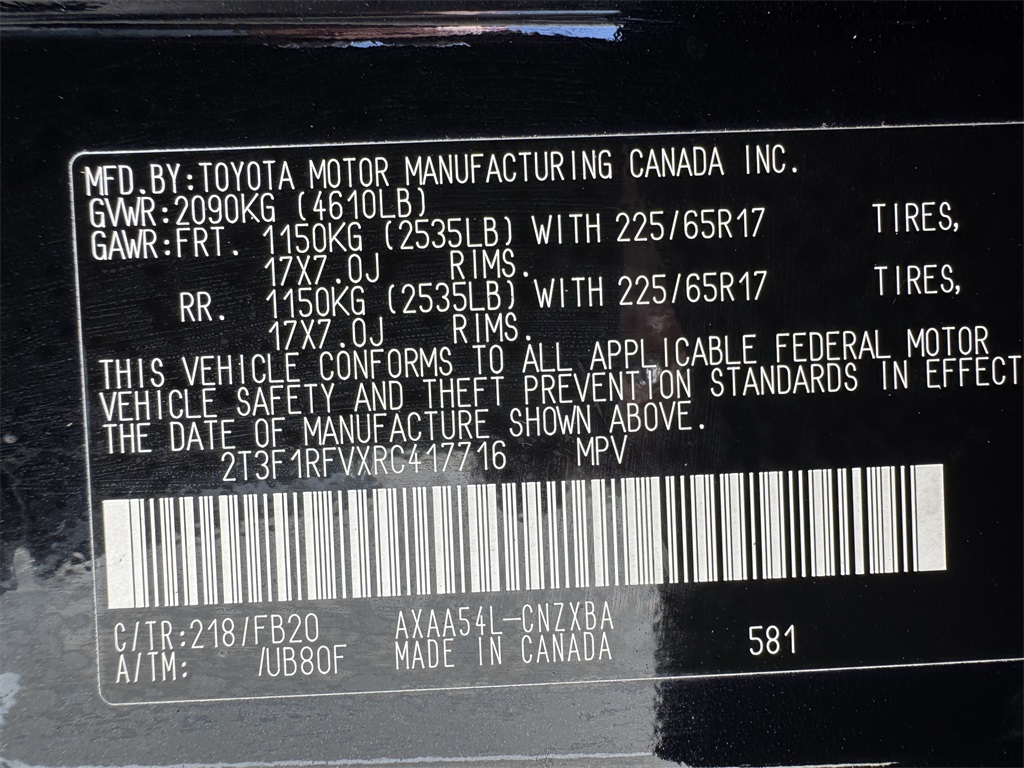 MFD.BY:TOYOTA MOTOR MANUFACTURING CANADA INC.
GVWR:2090KG (4610LB)
GAWR:FRT. 1150KG (2535LB) WITH 225/65R17 TIRES,
17X7.0J RIMS.
RR. 1150KG (2535LB) WITH 225/65R17 TIRES,
17X7.0J RIMS.
THIS VEHICLE CONFORMS TO ALL APPLICABLE FEDERAL MOTOR
VEHICLE SAFETY AND THEFT PREVENTION STANDARDS IN EFFECT
THE DATE OF MANUFACTURE SHOWN ABOVE.
2T3F1RFVXRC417716 MPV
C/TR:218/FB20 AXAA54L-CNZXBA 581
A/TM: /UB80F MADE IN CANADA